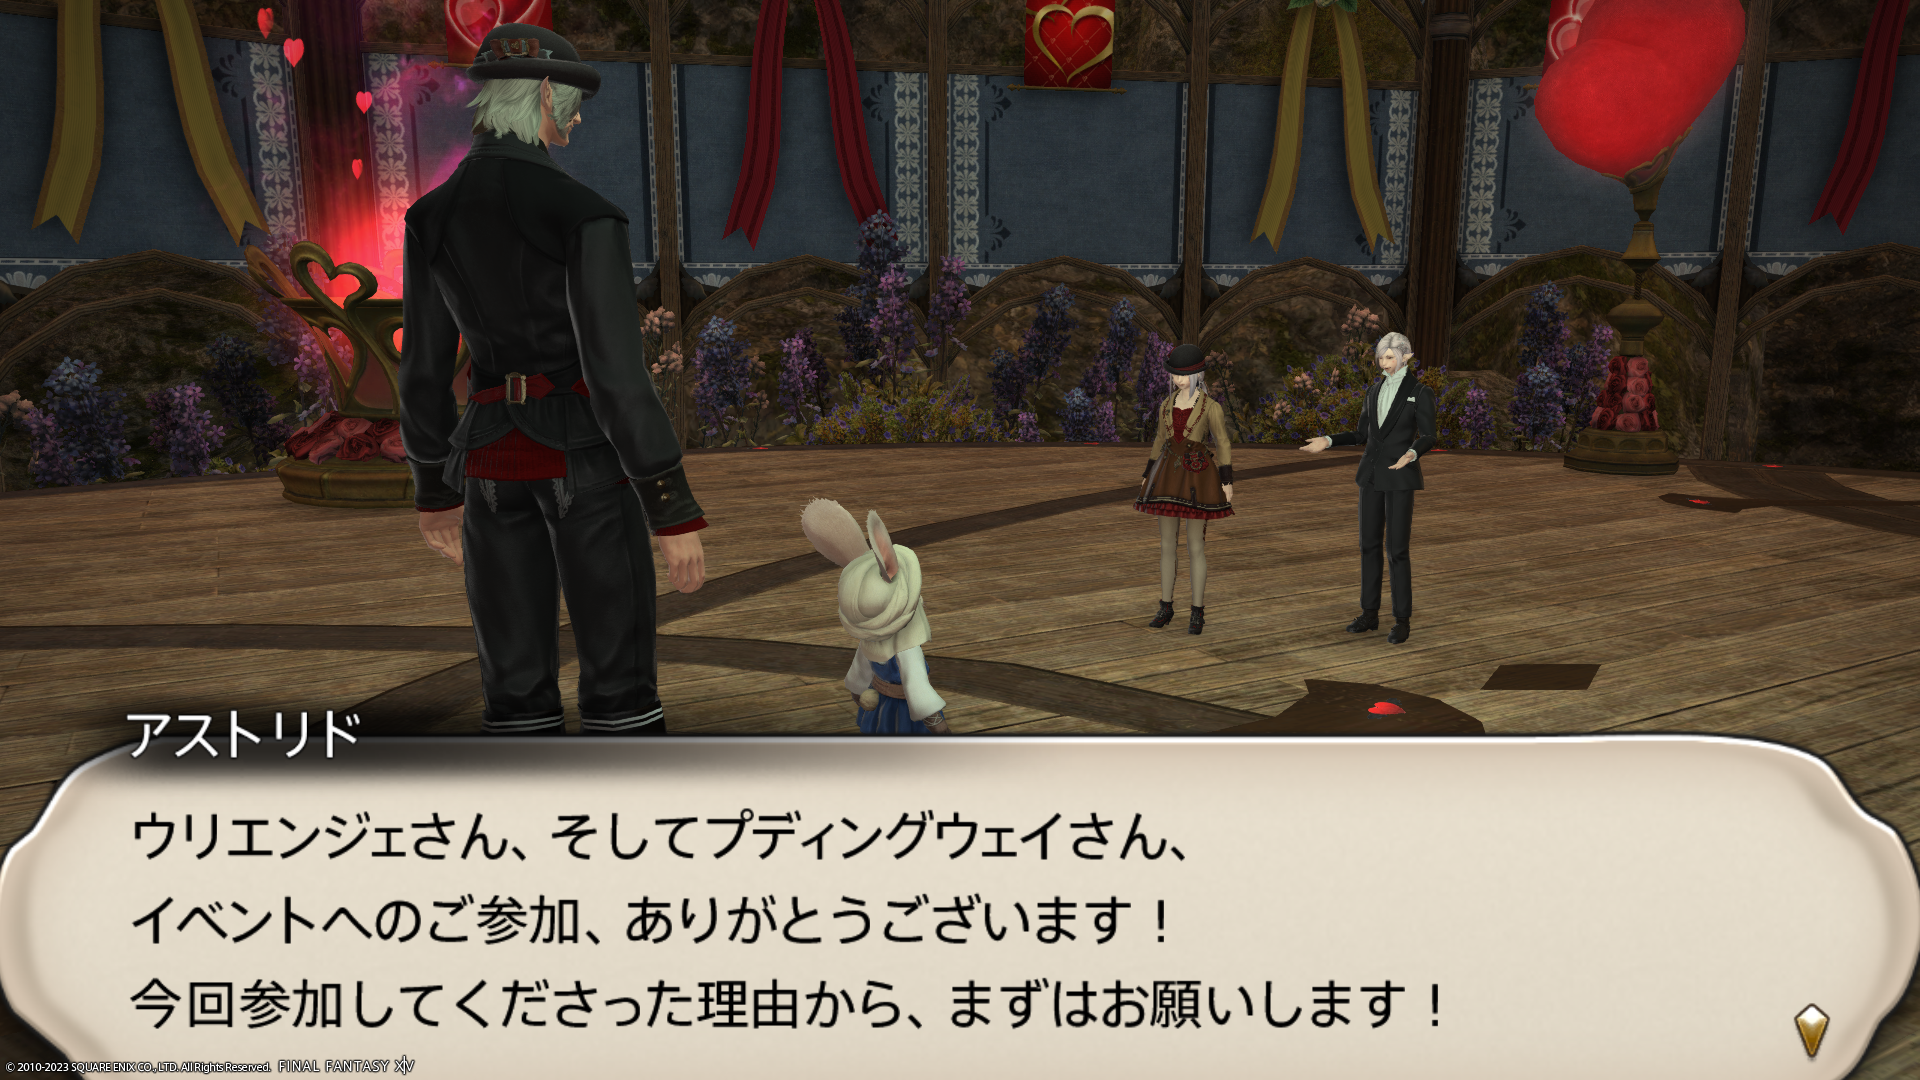 アストリド
ウリエンジェさん、そしてプディングウェイさん、
イベントへのご参加、ありがとうございます！
今回参加してくださった理由から、まずはお願いします！
© 2010-2023 SQUARE ENIX CO., LTD. All Rights Reserved. FINAL FANTASY XIV